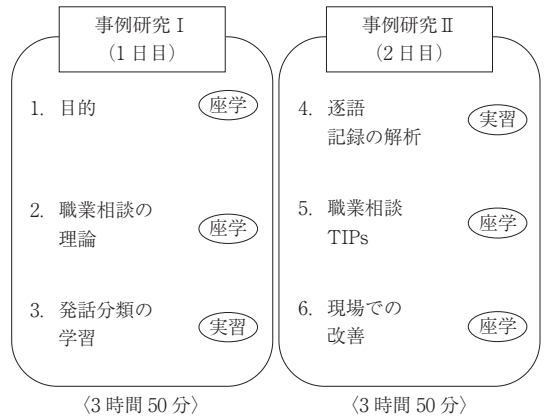 事例研究Ⅰ
(1日目)
1. 目的
座学
2. 職業相談の
理論
座学
3. 発話分類の
学習
実習
〈3時間50分〉
事例研究Ⅱ
(2日目)
4. 逐語
記録の解析
実習
5. 職業相談
TIPs
座学
6. 現場での
改善
座学
〈3時間50分〉